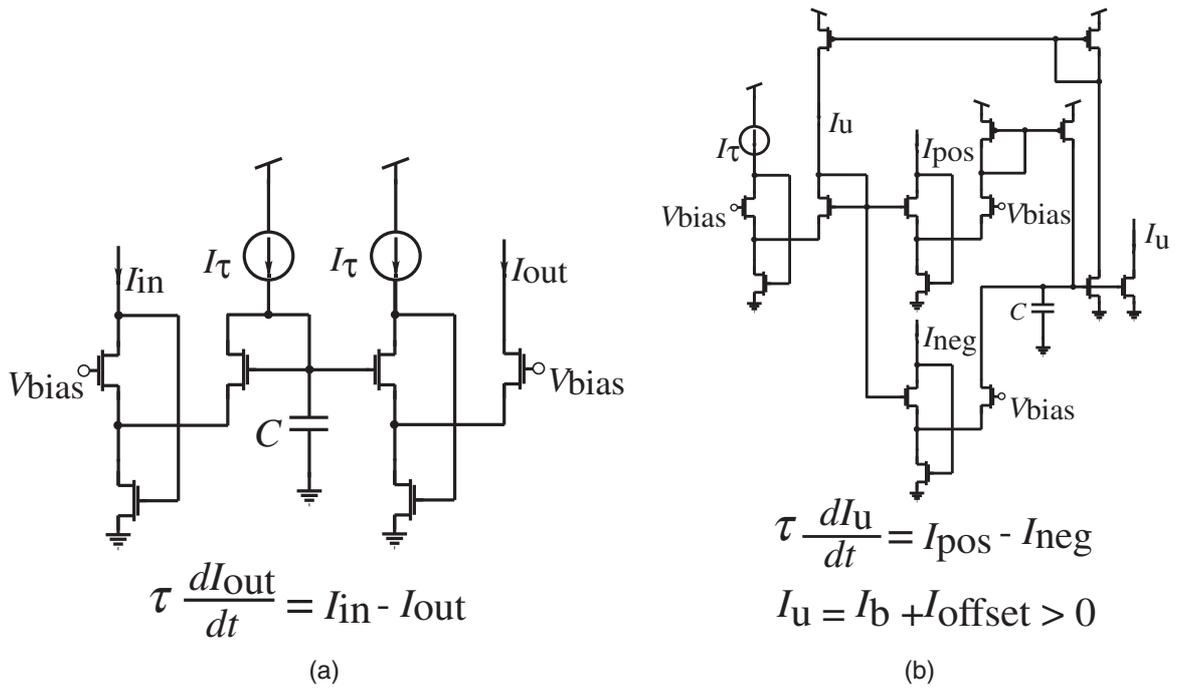 Iτ
Iτ
Iin
Iout
Vbias
Vbias
C
τ dIout/dt = Iin - Iout
(a)
Iu
Iτ
Ipos
Vbias
Vbias
Iu
C
Ineg
Vbias
τ dIu/dt = Ipos - Ineg
Iu = Ib + Ioffset > 0
(b)